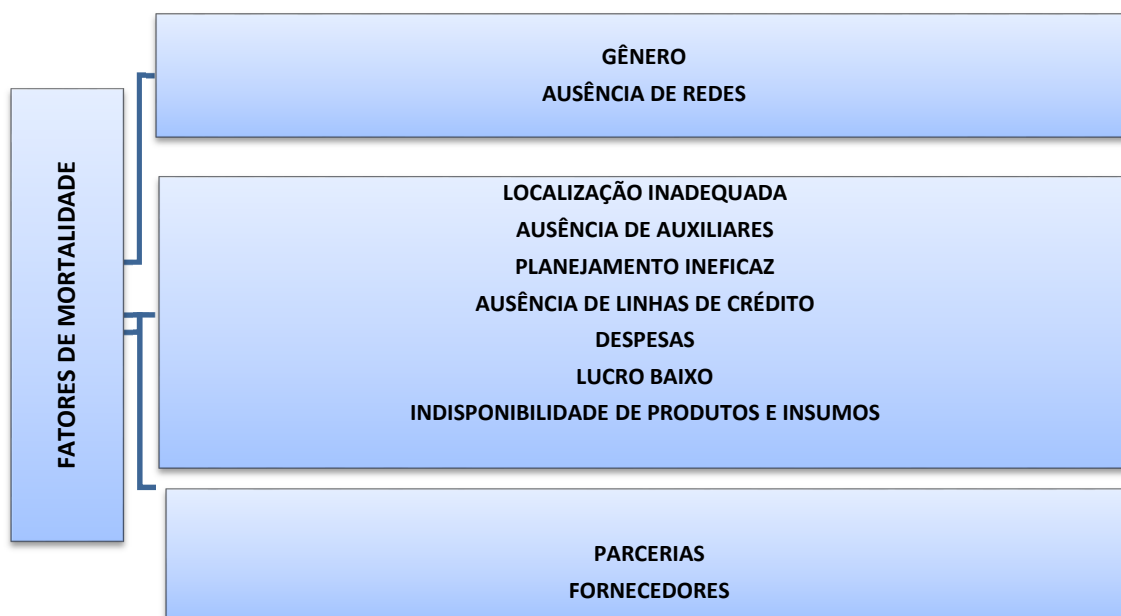 FATORES DE MORTALIDADE
GÊNERO
AUSÊNCIA DE REDES
LOCALIZAÇÃO INADEQUADA
AUSÊNCIA DE AUXILIARES
PLANEJAMENTO INEFICAZ
AUSÊNCIA DE LINHAS DE CRÉDITO
DESPESAS
LUCRO BAIXO
INDISPONIBILIDADE DE PRODUTOS E INSUMOS
PARCERIAS
FORNECEDORES